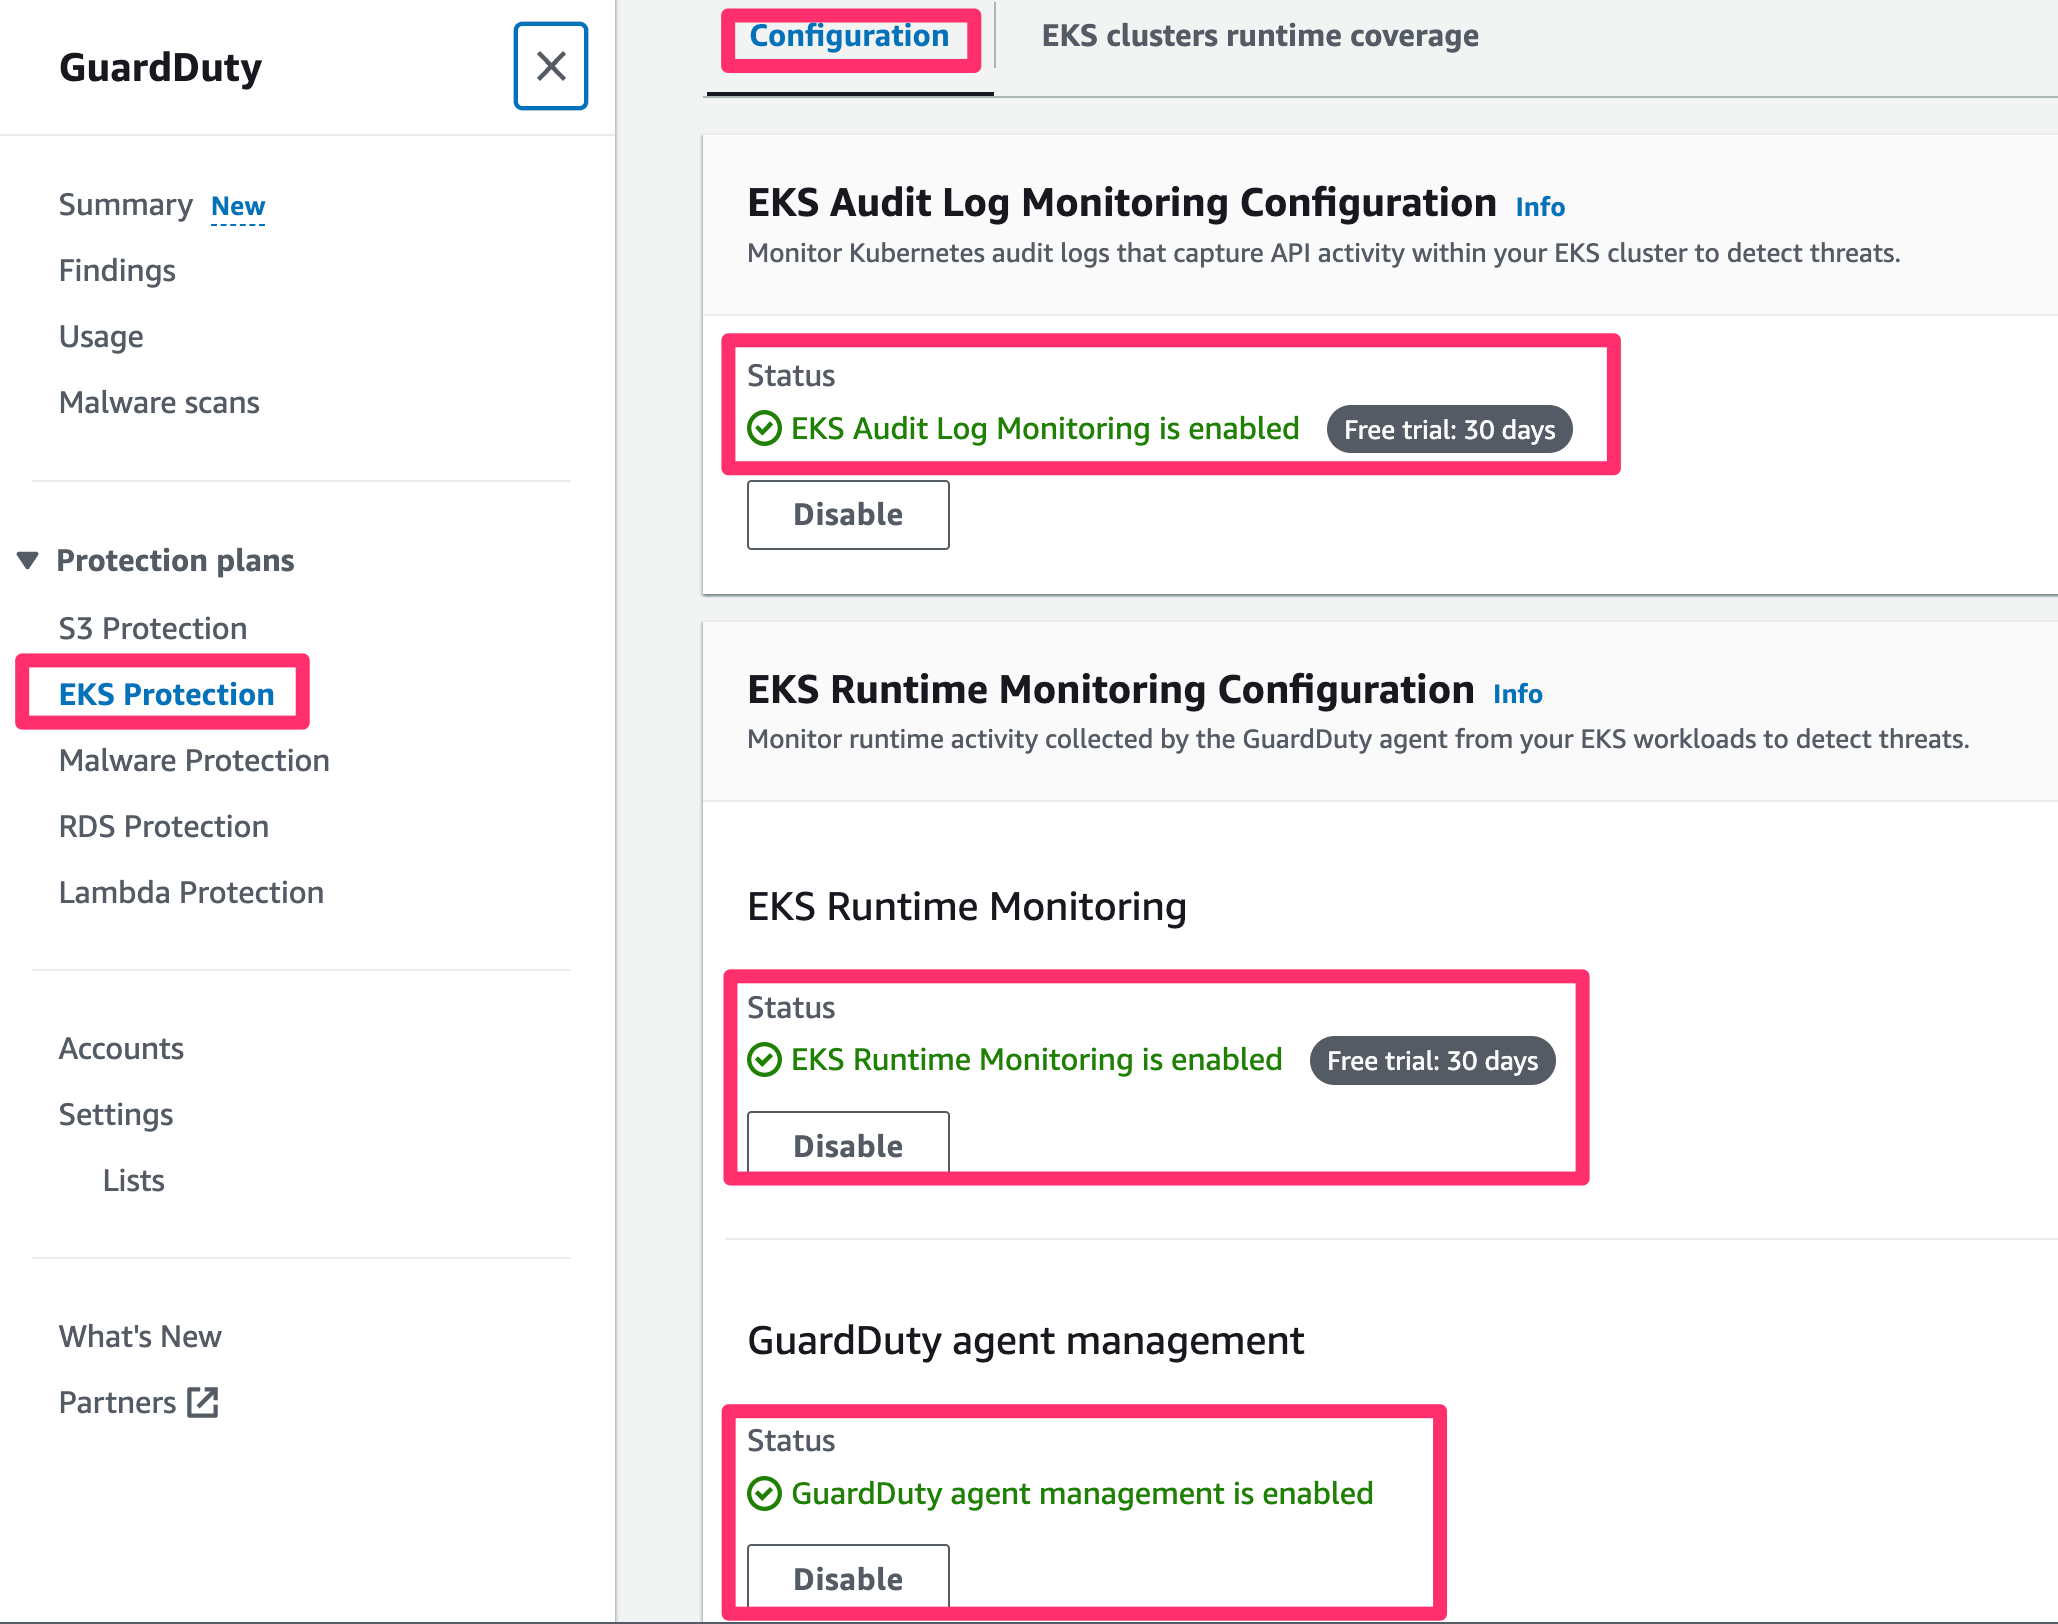 GuardDuty
Summary New
Findings
Usage
Malware scans
Protection plans
S3 Protection
EKS Protection
Malware Protection
RDS Protection
Lambda Protection
Accounts
Settings
Lists
What's New
Partners
Configuration
EKS clusters runtime coverage
EKS Audit Log Monitoring Configuration Info
Monitor Kubernetes audit logs that capture API activity within your EKS cluster to detect threats.
Status
EKS Audit Log Monitoring is enabled Free trial: 30 days
Disable
EKS Runtime Monitoring Configuration Info
Monitor runtime activity collected by the GuardDuty agent from your EKS workloads to detect threats.
EKS Runtime Monitoring
Status
EKS Runtime Monitoring is enabled Free trial: 30 days
Disable
GuardDuty agent management
Status
GuardDuty agent management is enabled
Disable